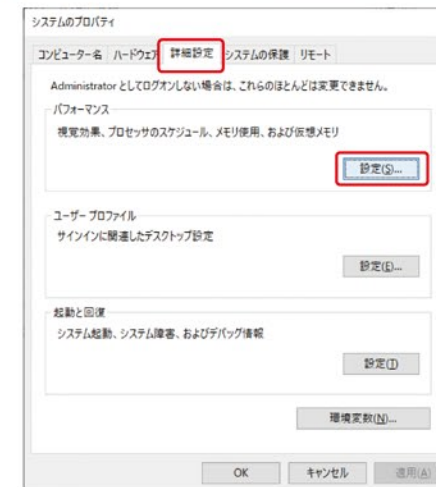 システムのプロパティ
コンピューター名 ハードウェア 詳細設定 システムの保護 リモート
Administrator としてログオンしない場合は、これらのほとんどは変更できません。
パフォーマンス
視覚効果、プロセッサのスケジュール、メモリ使用、および仮想メモリ
設定(S)...
ユーザー プロファイル
サインインに関連したデスクトップ設定
設定(E)...
起動と回復
システム起動、システム障害、およびデバッグ情報
設定(T)
環境変数(N)...
OK キャンセル 適用(A)